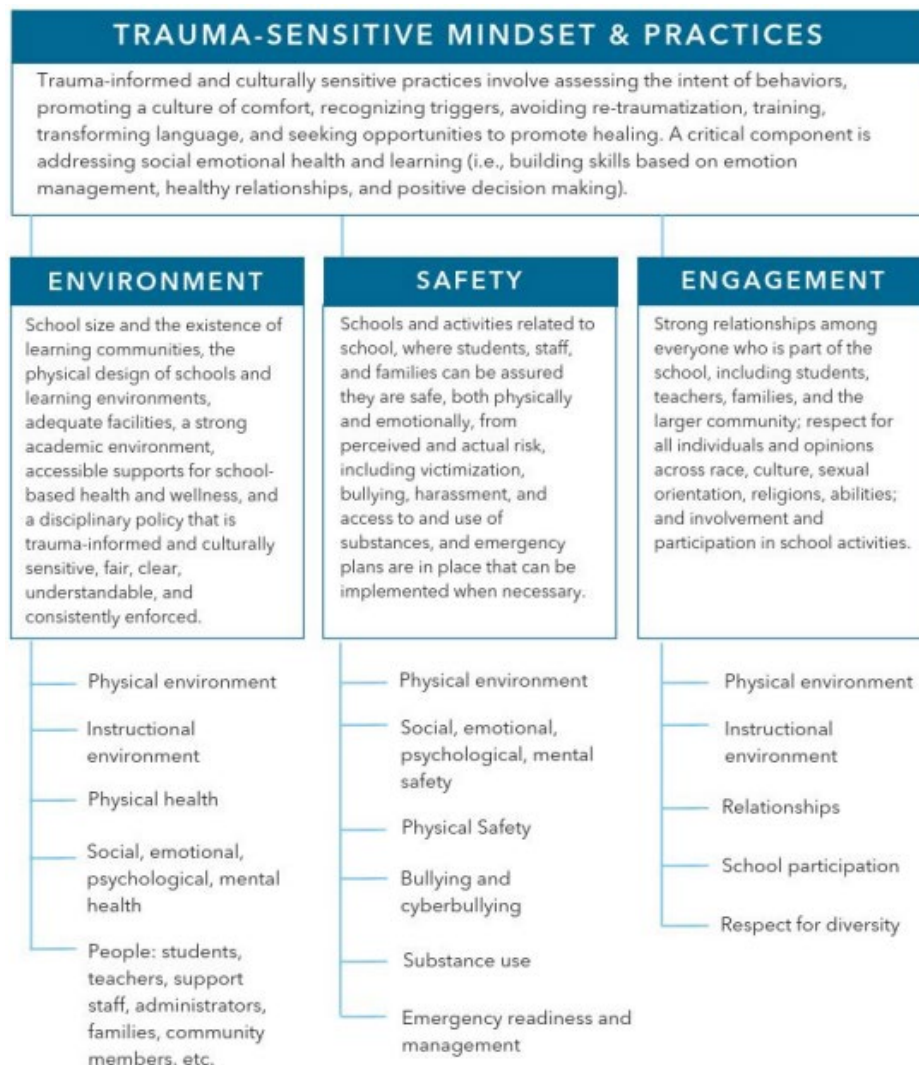 TRAUMA-SENSITIVE MINDSET & PRACTICES
Trauma-informed and culturally sensitive practices involve assessing the intent of behaviors,
promoting a culture of comfort, recognizing triggers, avoiding re-traumatization, training,
transforming language, and seeking opportunities to promote healing. A critical component is
addressing social emotional health and learning (i.e., building skills based on emotion
management, healthy relationships, and positive decision making).
ENVIRONMENT
School size and the existence of
learning communities, the
physical design of schools and
learning environments,
adequate facilities, a strong
academic environment,
accessible supports for school-
based health and wellness, and
a disciplinary policy that is
trauma-informed and culturally
sensitive, fair, clear,
understandable, and
consistently enforced.
Physical environment
Instructional
environment
Physical health
Social, emotional,
psychological, mental
health
People: students,
teachers, support
staff, administrators,
families, community
members, etc.
SAFETY
Schools and activities related to
school, where students, staff,
and families can be assured
they are safe, both physically
and emotionally, from
perceived and actual risk,
including victimization,
bullying, harassment, and
access to and use of
substances, and emergency
plans are in place that can be
implemented when necessary.
Physical environment
Social, emotional,
psychological, mental
safety
Physical Safety
Bullying and
cyberbullying
Substance use
Emergency readiness and
management
ENGAGEMENT
Strong relationships among
everyone who is part of the
school, including students,
teachers, families, and the
larger community; respect for
all individuals and opinions
across race, culture, sexual
orientation, religions, abilities;
and involvement and
participation in school activities.
Physical environment
Instructional
environment
Relationships
School participation
Respect for diversity